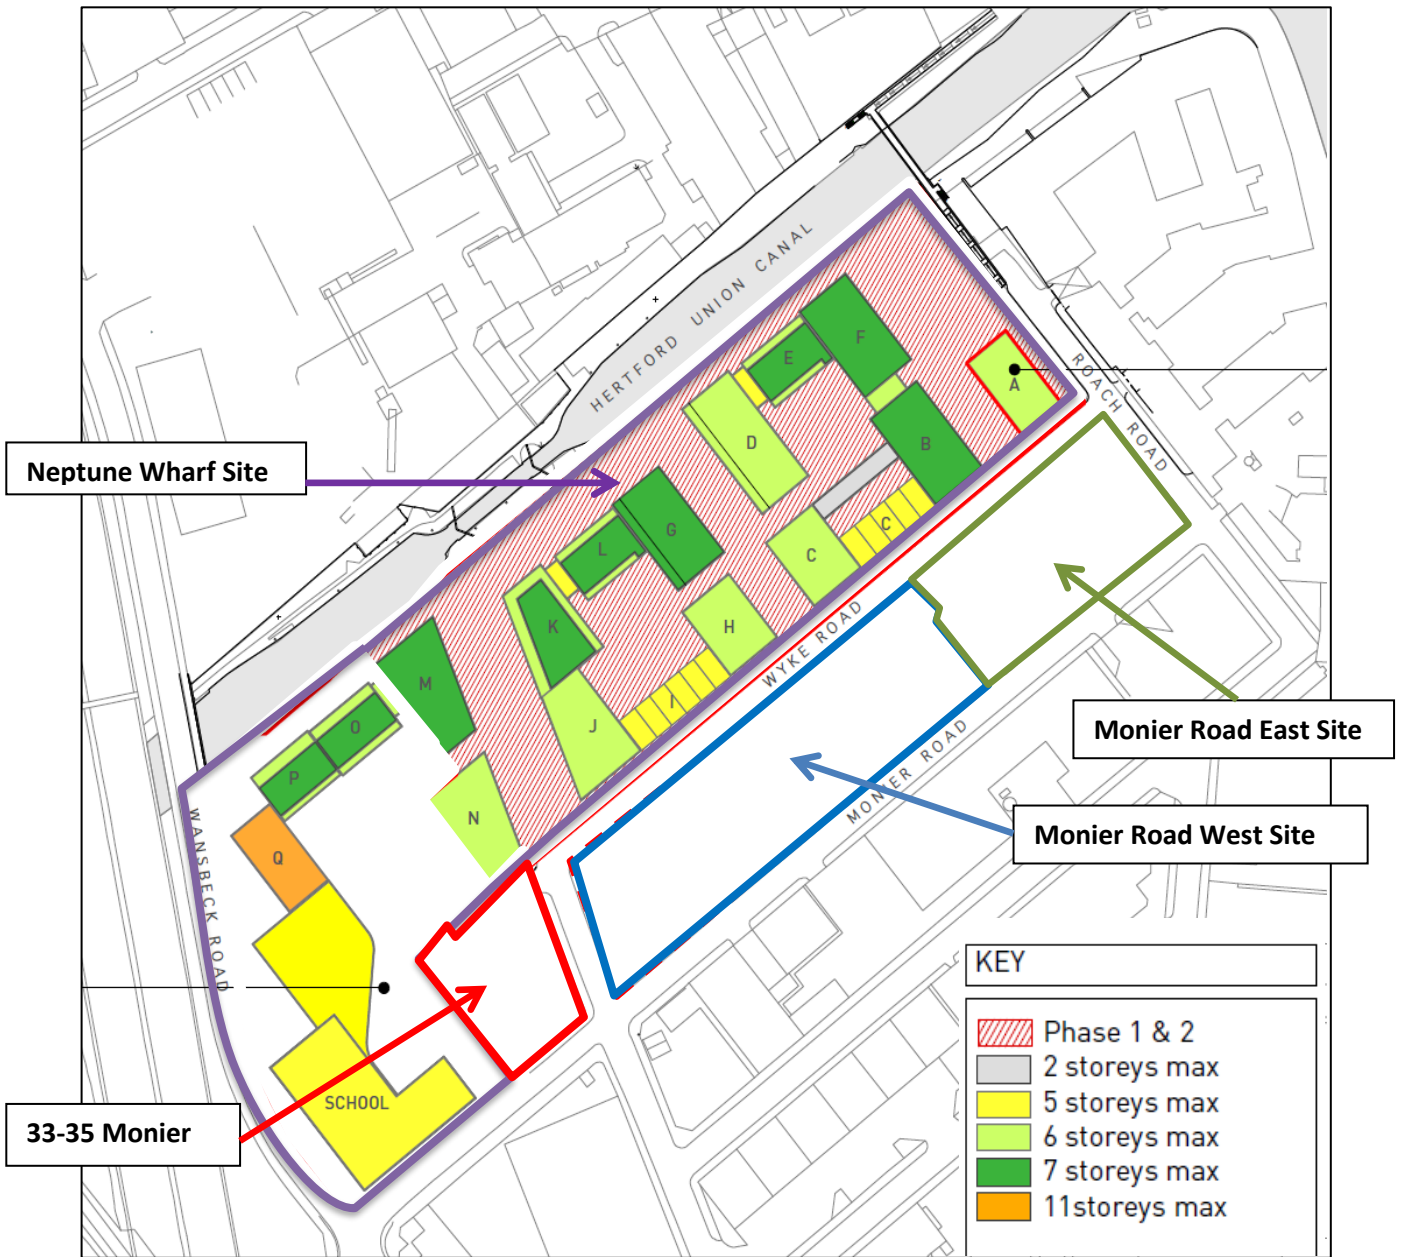 HERTFORD UNION CANAL
ROACH ROAD
F
E
A
D
B
Neptune Wharf Site
G
C
L
C
K
H
WYKE ROAD
M
I
J
O
P
Monier Road East Site
N
MONIER ROAD
Monier Road West Site
Q
WANSBECK ROAD
SCHOOL
33-35 Monier
KEY
Phase 1 & 2
2 storeys max
5 storeys max
6 storeys max
7 storeys max
11storeys max